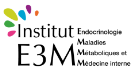 Institut
E3M
Endocrinologie
Maladies
Métaboliques et
Médecine interne